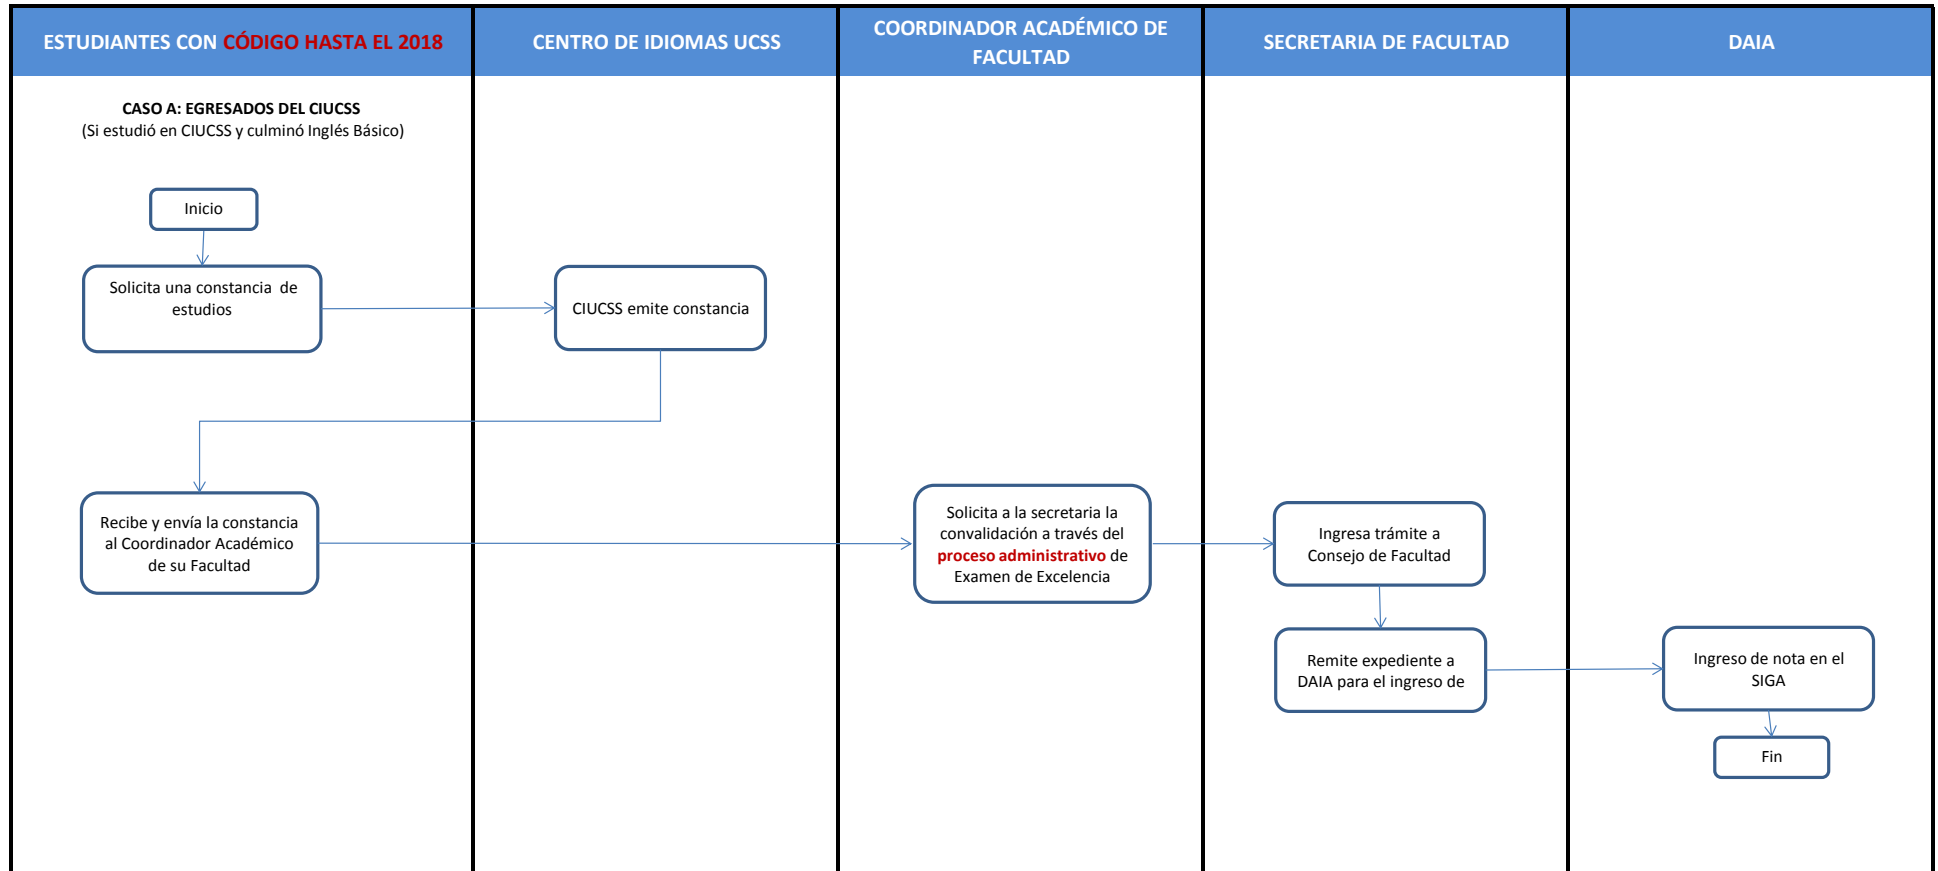 ESTUDIANTES CON CÓDIGO HASTA EL 2018
CENTRO DE IDIOMAS UCSS
COORDINADOR ACADÉMICO DE
FACULTAD
SECRETARIA DE FACULTAD
DAIA
CASO A: EGRESADOS DEL CIUCSS
(Si estudió en CIUCSS y culminó Inglés Básico)
Inicio
Solicita una constancia de
estudios
CIUCSS emite constancia
Recibe y envía la constancia
al Coordinador Académico
de su Facultad
Solicita a la secretaria la
convalidación a través del
proceso administrativo de
Examen de Excelencia
Ingresa trámite a
Consejo de Facultad
Remite expediente a
DAIA para el ingreso de
Ingreso de nota en el
SIGA
Fin